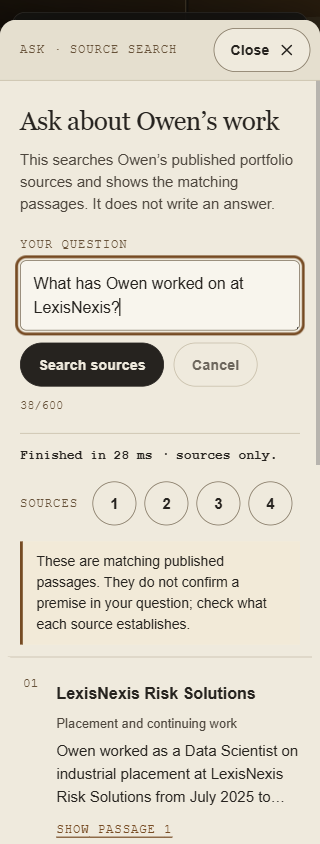 ASK · SOURCE SEARCH
Close ×
Ask about Owen’s work
This searches Owen’s published portfolio
sources and shows the matching
passages. It does not write an answer.
YOUR QUESTION
What has Owen worked on at
LexisNexis?
Search sources
Cancel
38/600
Finished in 28 ms · sources only.
SOURCES 1 2 3 4
These are matching published
passages. They do not confirm a
premise in your question; check what
each source establishes.
01
LexisNexis Risk Solutions
Placement and continuing work
Owen worked as a Data Scientist on
industrial placement at LexisNexis
Risk Solutions from July 2025 to…
SHOW PASSAGE 1